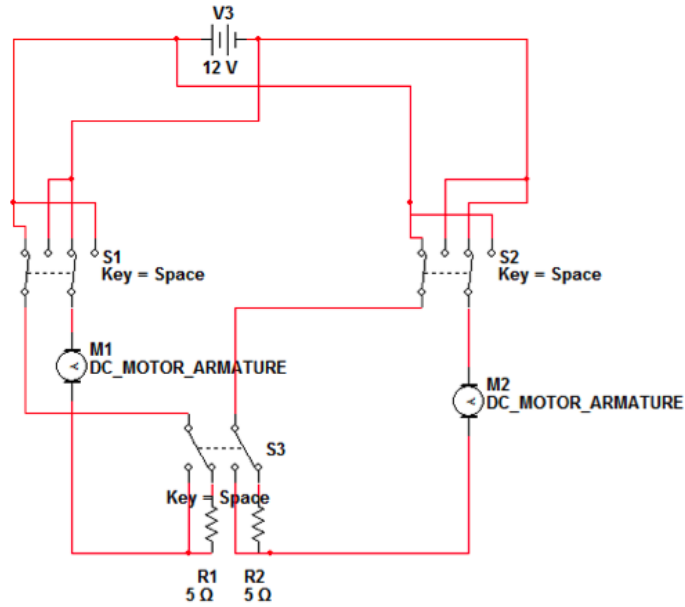 V3
12 V
S1
Key = Space
S2
Key = Space
M1
DC_MOTOR_ARMATURE
M2
DC_MOTOR_ARMATURE
S3
Key = Space
R1
5 Ω
R2
5 Ω